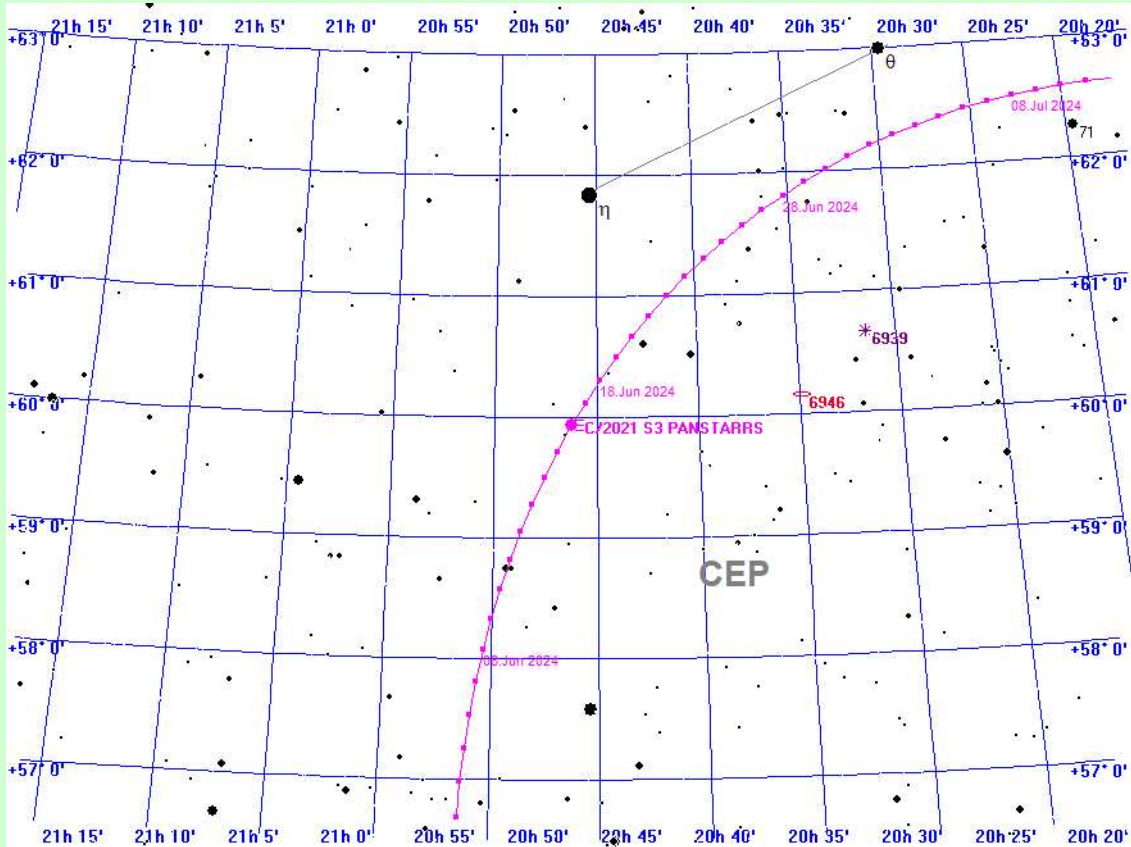 21h 15' 21h 10' 21h 5' 21h 0' 20h 55' 20h 50' 20h 45' 20h 40' 20h 35' 20h 30' 20h 25' 20h 20'
+63° 0' +63° 0'
θ
08.Jul 2024
71
+62° 0' +62° 0'
η
28.Jun 2024
+61° 0' +61° 0'
6939
18.Jun 2024
6946
+60° 0' +60° 0'
C/2021 S3 PANSTARRS
+59° 0' +59° 0'
CEP
+58° 0' +58° 0'
08.Jun 2024
+57° 0' +57° 0'
21h 15' 21h 10' 21h 5' 21h 0' 20h 55' 20h 50' 20h 45' 20h 40' 20h 35' 20h 30' 20h 25' 20h 20'